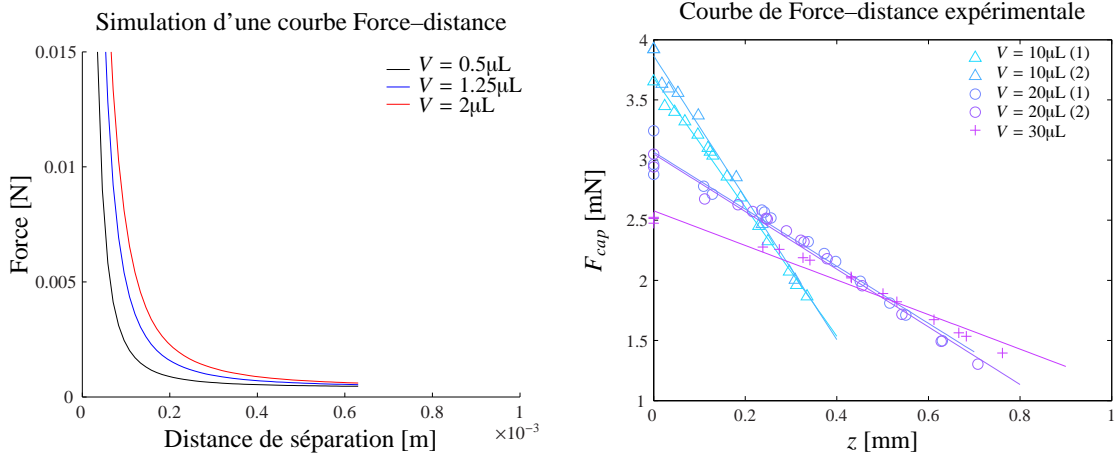 Simulation d'une courbe Force–distance
0.015
0.01
0.005
0
Force [N]
V = 0.5µL
V = 1.25µL
V = 2µL
0
0.2
0.4
0.6
0.8
1
×10⁻³
Distance de séparation [m]
Courbe de Force–distance expérimentale
4
3.5
3
2.5
2
1.5
1
F_cap [mN]
V = 10µL (1)
V = 10µL (2)
V = 20µL (1)
V = 20µL (2)
V = 30µL
0
0.2
0.4
0.6
0.8
1
z [mm]